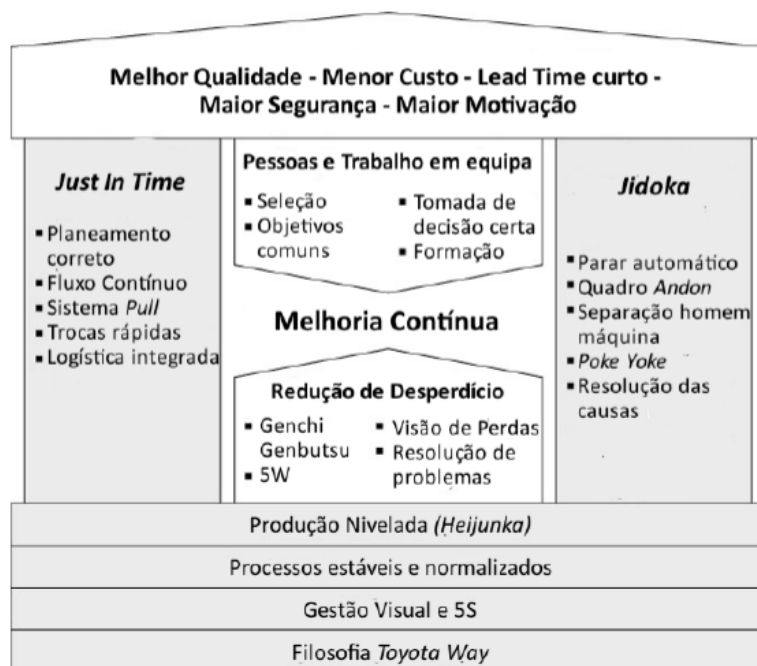 Melhor Qualidade - Menor Custo - Lead Time curto -
Maior Segurança - Maior Motivação
Just In Time
▪ Planeamento
correto
▪ Fluxo Contínuo
▪ Sistema Pull
▪ Trocas rápidas
▪ Logística integrada
Pessoas e Trabalho em equipa
▪ Seleção
▪ Objetivos
comuns
▪ Tomada de
decisão certa
▪ Formação
Melhoria Contínua
Redução de Desperdício
▪ Genchi
Genbutsu
▪ 5W
▪ Visão de Perdas
▪ Resolução de
problemas
Jidoka
▪ Parar automático
▪ Quadro Andon
▪ Separação homem
máquina
▪ Poke Yoke
▪ Resolução das
causas
Produção Nivelada (Heijunka)
Processos estáveis e normalizados
Gestão Visual e 5S
Filosofia Toyota Way